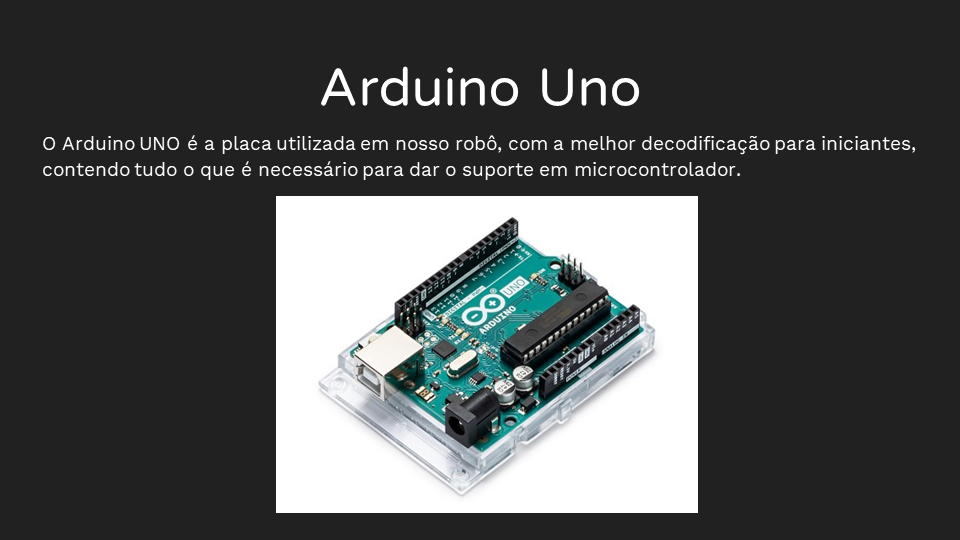 Arduino Uno
O Arduino UNO é a placa utilizada em nosso robô, com a melhor decodificação para iniciantes,
contendo tudo o que é necessário para dar o suporte em microcontrolador.
UNO
ARDUINO